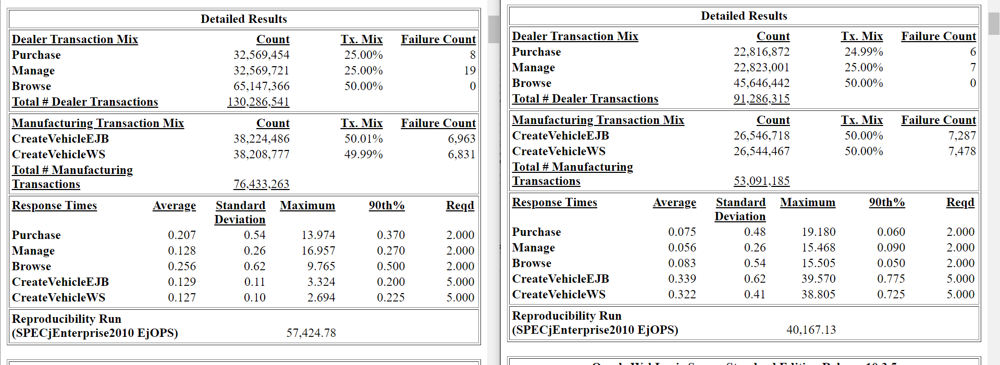 Detailed Results
Dealer Transaction Mix Count Tx. Mix Failure Count
Purchase 32,569,454 25.00% 8
Manage 32,569,721 25.00% 19
Browse 65,147,366 50.00% 0
Total # Dealer Transactions 130,286,541
Manufacturing Transaction Mix Count Tx. Mix Failure Count
CreateVehicleEJB 38,224,486 50.01% 6,963
CreateVehicleWS 38,208,777 49.99% 6,831
Total # Manufacturing
Transactions 76,433,263
Response Times Average Standard Maximum 90th% Reqd
Deviation
Purchase 0.207 0.54 13.974 0.370 2.000
Manage 0.128 0.26 16.957 0.270 2.000
Browse 0.256 0.62 9.765 0.500 2.000
CreateVehicleEJB 0.129 0.11 3.324 0.200 5.000
CreateVehicleWS 0.127 0.10 2.694 0.225 5.000
Reproducibility Run
(SPECjEnterprise2010 EjOPS) 57,424.78
Detailed Results
Dealer Transaction Mix Count Tx. Mix Failure Count
Purchase 22,816,872 24.99% 6
Manage 22,823,001 25.00% 7
Browse 45,646,442 50.00% 0
Total # Dealer Transactions 91,286,315
Manufacturing Transaction Mix Count Tx. Mix Failure Count
CreateVehicleEJB 26,546,718 50.00% 7,287
CreateVehicleWS 26,544,467 50.00% 7,478
Total # Manufacturing
Transactions 53,091,185
Response Times Average Standard Maximum 90th% Reqd
Deviation
Purchase 0.075 0.48 19.180 0.060 2.000
Manage 0.056 0.26 15.468 0.090 2.000
Browse 0.083 0.54 15.505 0.050 2.000
CreateVehicleEJB 0.339 0.62 39.570 0.775 5.000
CreateVehicleWS 0.322 0.41 38.805 0.725 5.000
Reproducibility Run
(SPECjEnterprise2010 EjOPS) 40,167.13